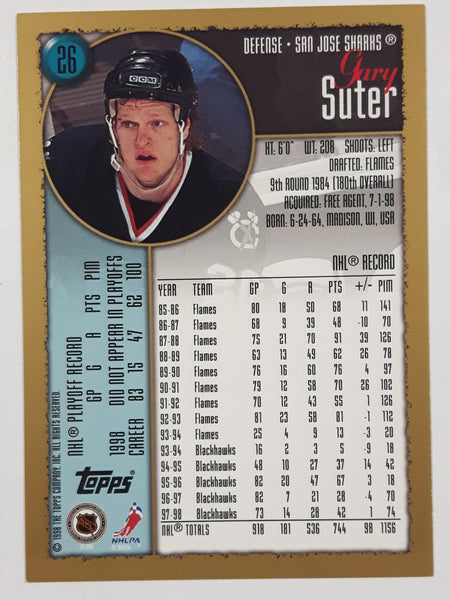 26
DEFENSE • SAN JOSE SHARKS®
Gary
Suter
CCM
HT. 6'0" WT. 208 SHOOTS: LEFT
DRAFTED: FLAMES
9th ROUND 1984 (180th OVERALL)
ACQUIRED: FREE AGENT, 7-1-98
BORN: 6-24-64, MADISON, WI, USA
NHL® RECORD
YEAR TEAM GP G A PTS +/- PIM
85-86 Flames 80 18 50 68 11 141
86-87 Flames 68 9 39 48 -10 70
87-88 Flames 75 21 70 91 39 126
88-89 Flames 63 13 49 62 26 78
89-90 Flames 76 16 60 76 4 97
90-91 Flames 79 12 58 70 26 102
91-92 Flames 70 12 43 55 1 126
92-93 Flames 81 23 58 81 -1 112
93-94 Flames 25 4 9 13 -3 20
93-94 Blackhawks 16 2 3 5 -9 18
94-95 Blackhawks 48 10 27 37 14 42
95-96 Blackhawks 82 20 47 67 3 80
96-97 Blackhawks 82 7 21 28 -4 70
97-98 Blackhawks 73 14 28 42 1 74
NHL® TOTALS 918 181 536 744 98 1156
NHL® PLAYOFF RECORD
GP G A PTS PIM
1998 DID NOT APPEAR IN PLAYOFFS
CAREER 83 15 47 62 100
© 1998 THE TOPPS COMPANY, INC. ALL RIGHTS RESERVED.
TOPPS
NHL
NHLPA